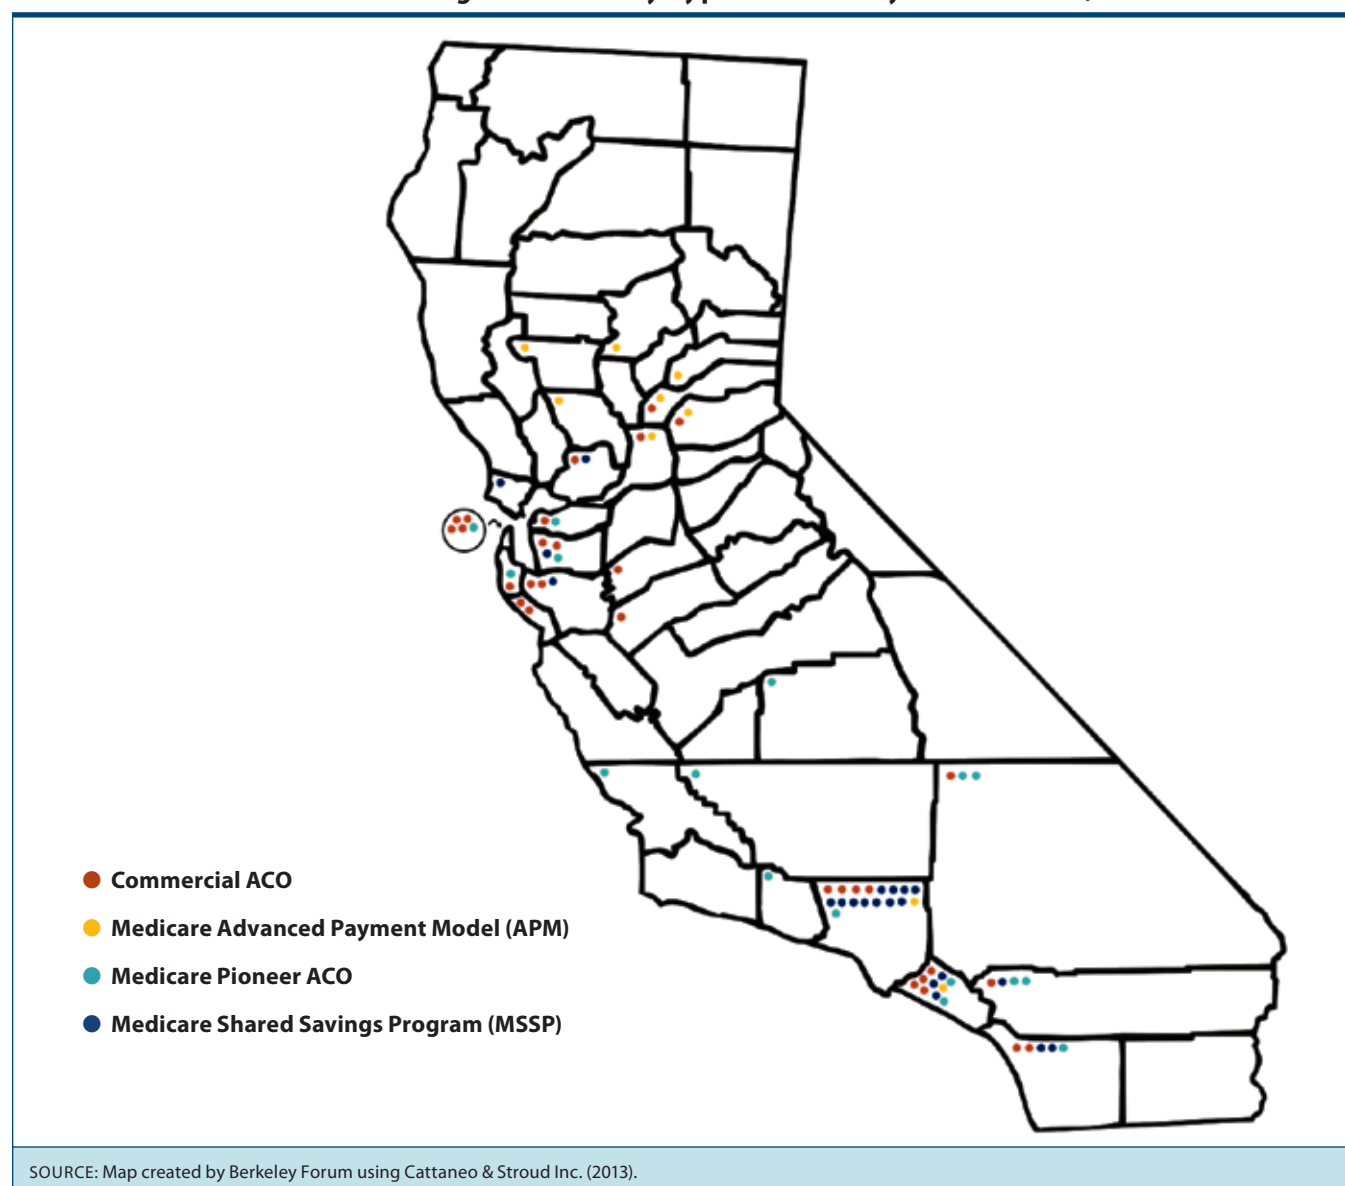 Commercial ACO
Medicare Advanced Payment Model (APM)
Medicare Pioneer ACO
Medicare Shared Savings Program (MSSP)
SOURCE: Map created by Berkeley Forum using Cattaneo & Stroud Inc. (2013).